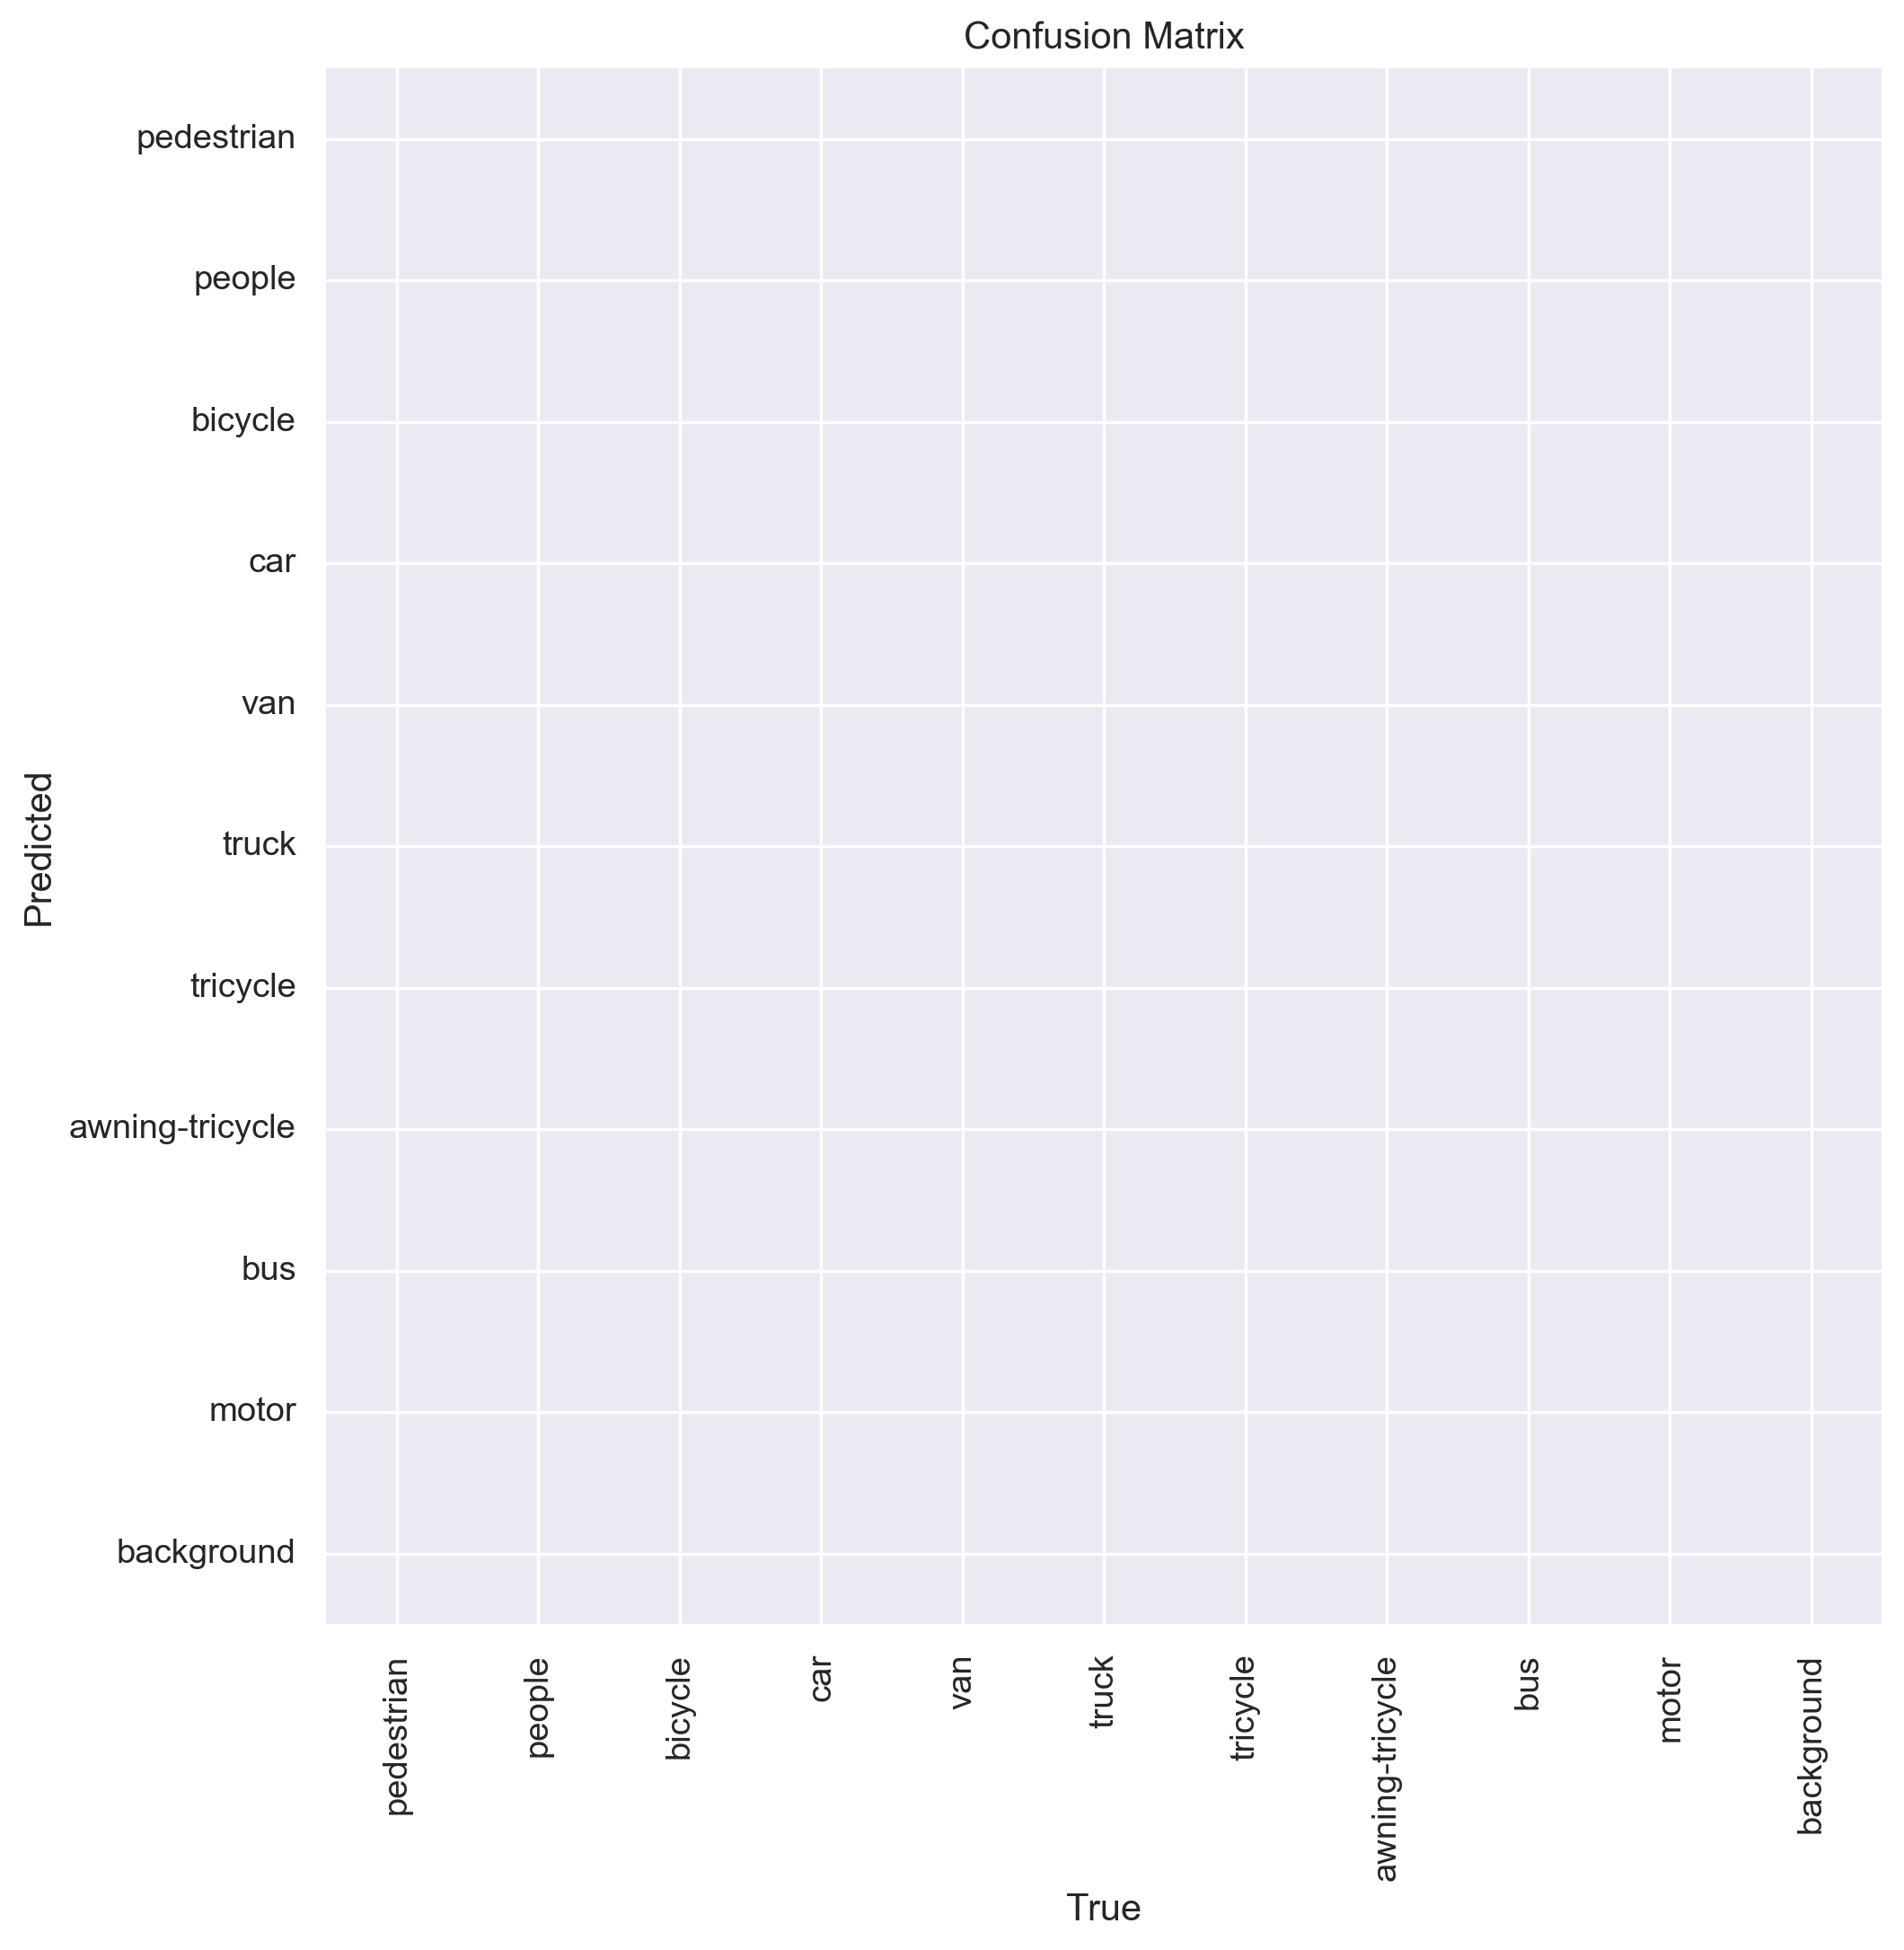 Confusion Matrix
pedestrian
people
bicycle
car
van
truck
tricycle
awning-tricycle
bus
motor
background
Predicted
pedestrian
people
bicycle
car
van
truck
tricycle
awning-tricycle
bus
motor
background
True